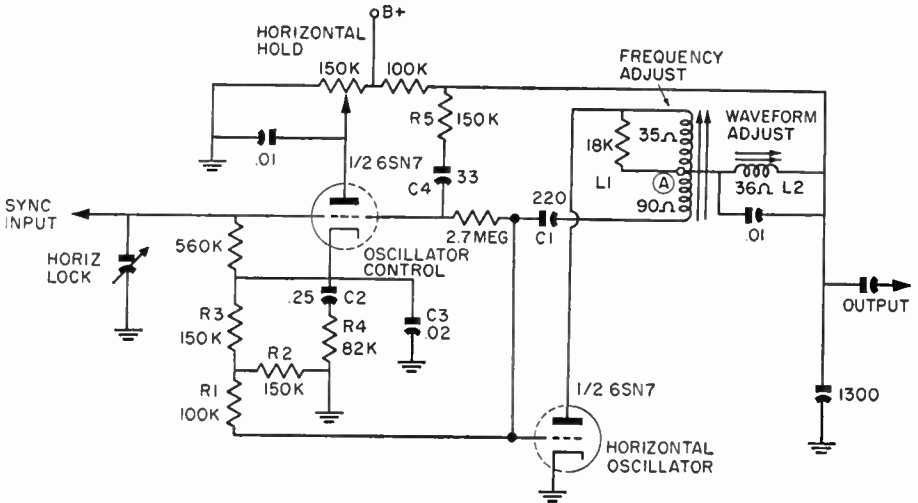 B+
HORIZONTAL
HOLD
150K
100K
FREQUENCY
ADJUST
R5
150K
WAVEFORM
ADJUST
.01
1/2 6SN7
18K
35Ω
C4
33
L1
A
36Ω L2
SYNC
INPUT
220
90Ω
560K
2.7 MEG
C1
.01
OSCILLATOR
CONTROL
HORIZ
LOCK
.25
C2
OUTPUT
R3
150K
R4
82K
C3
.02
R2
150K
R1
100K
1/2 6SN7
1300
HORIZONTAL
OSCILLATOR